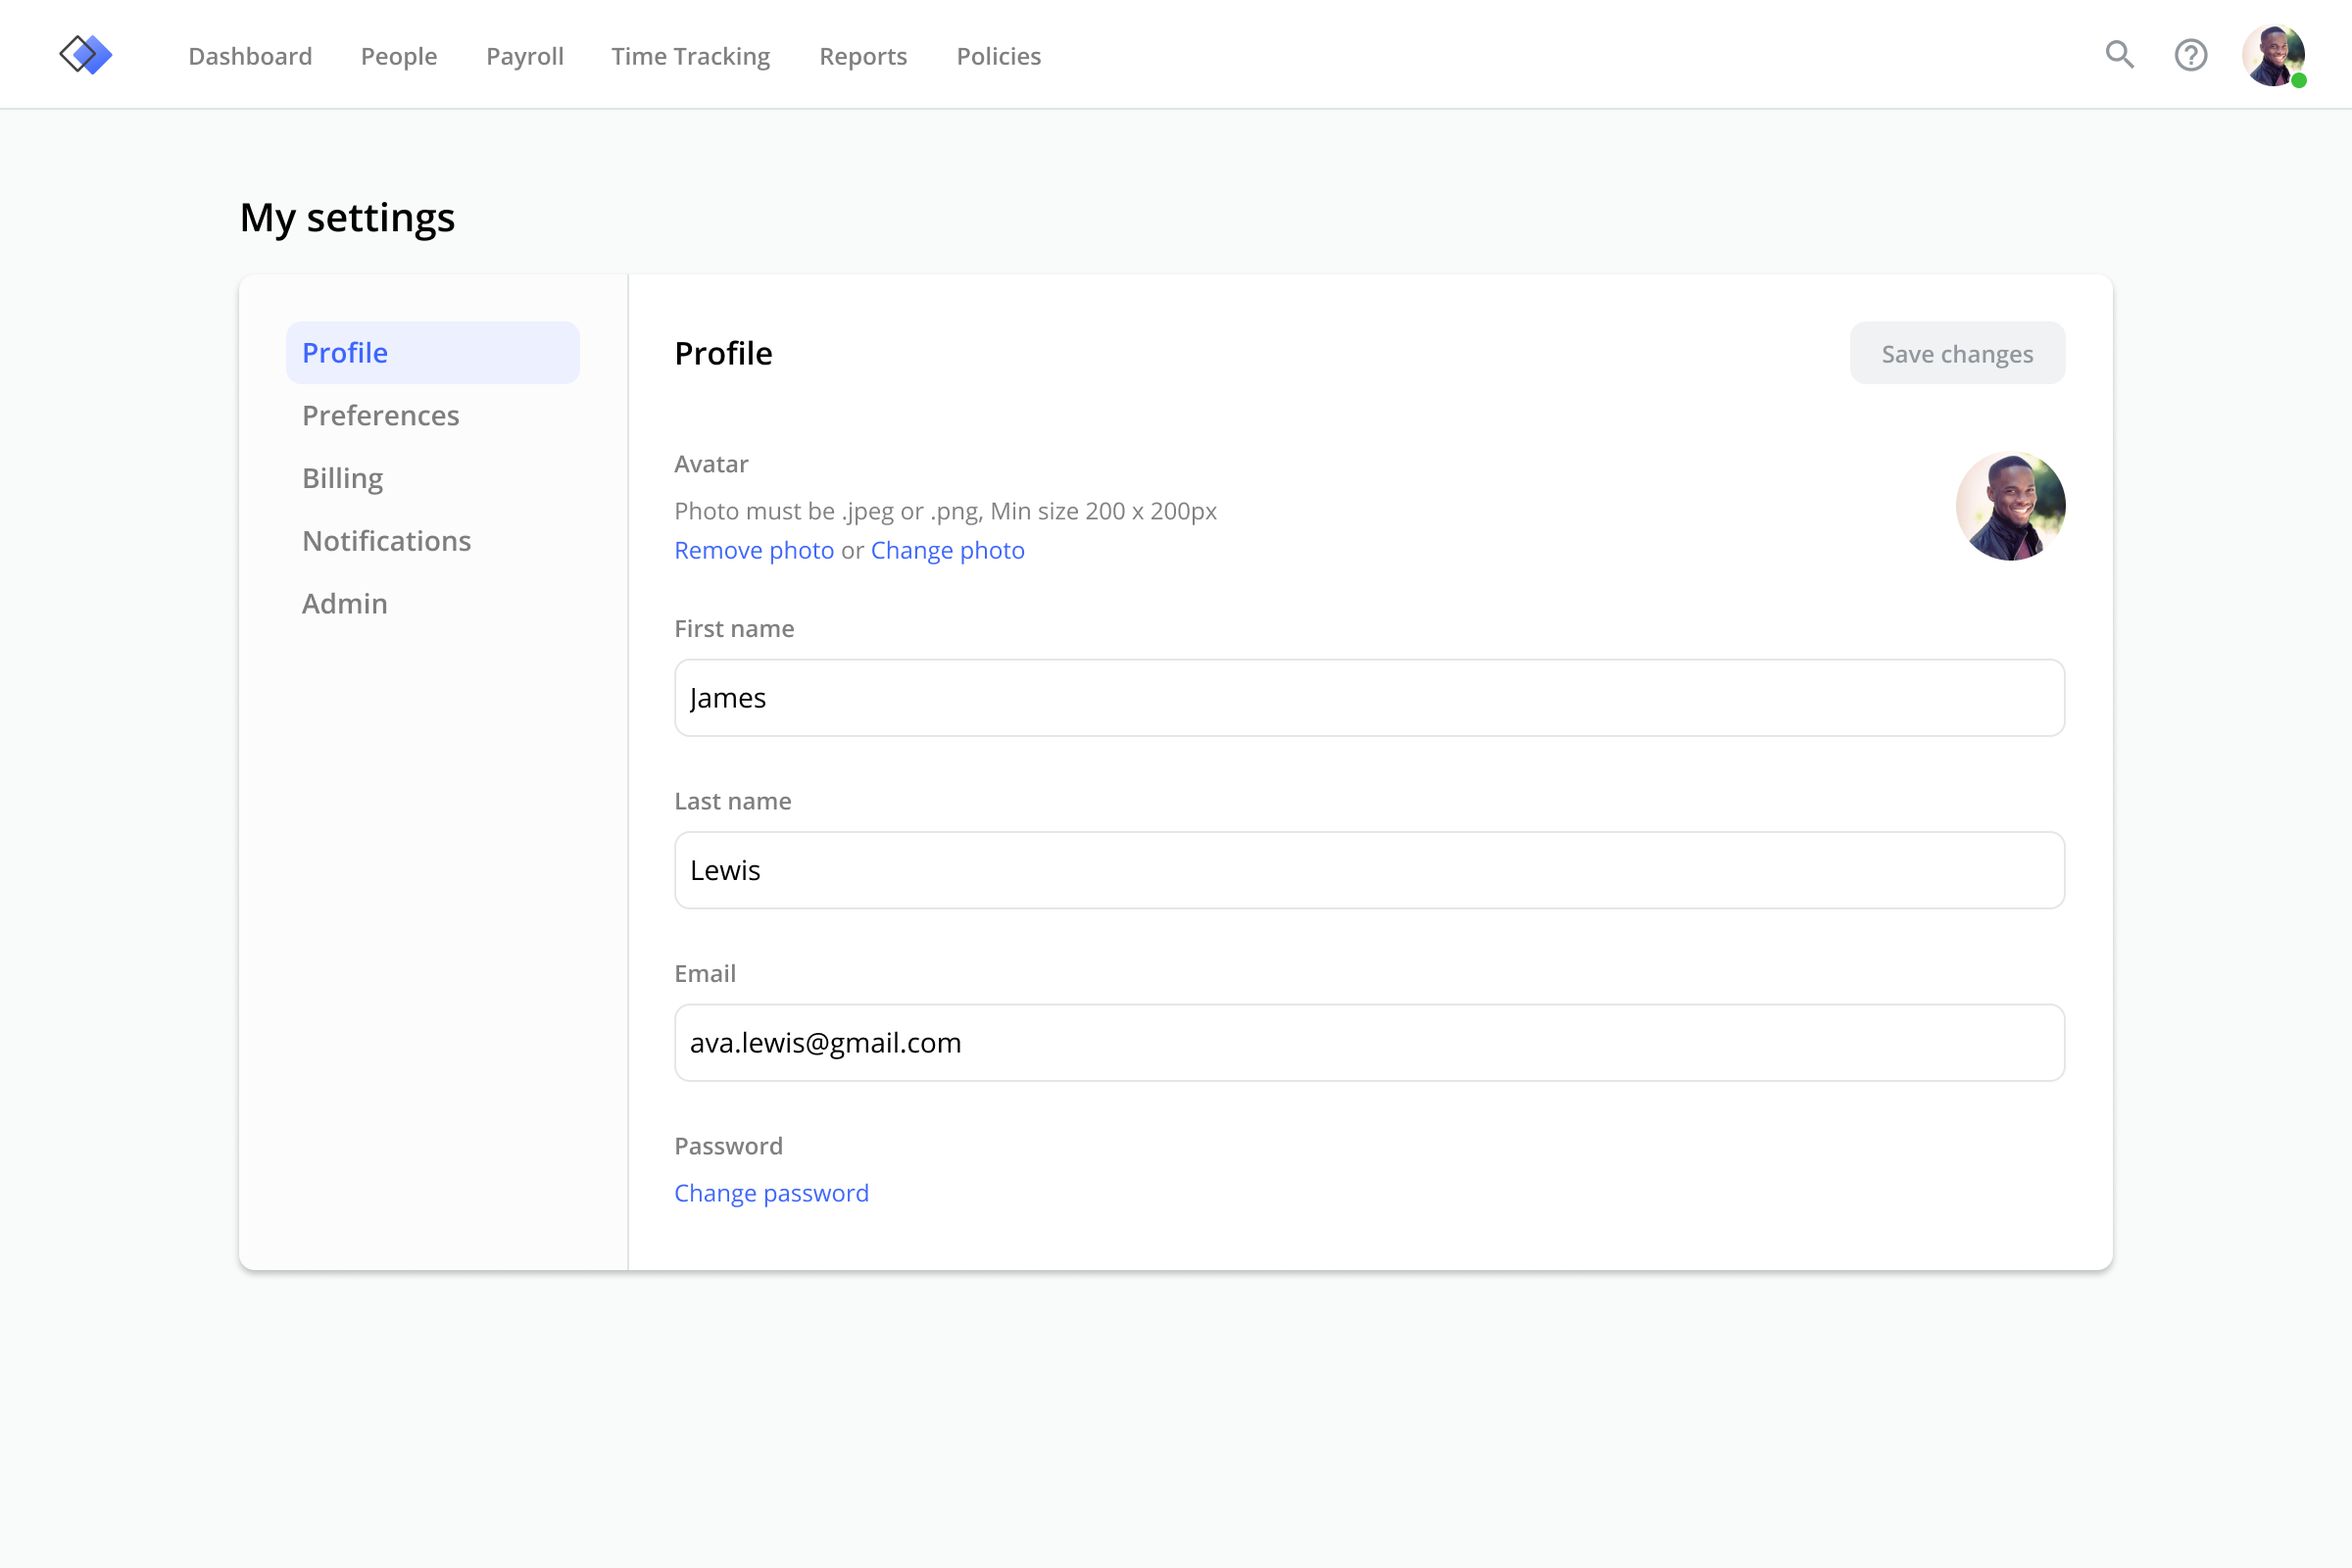 Dashboard People Payroll Time Tracking Reports Policies
My settings
Profile
Preferences
Billing
Notifications
Admin
Profile
Save changes
Avatar
Photo must be .jpeg or .png, Min size 200 x 200px
Remove photo or Change photo
First name
James
Last name
Lewis
Email
ava.lewis@gmail.com
Password
Change password